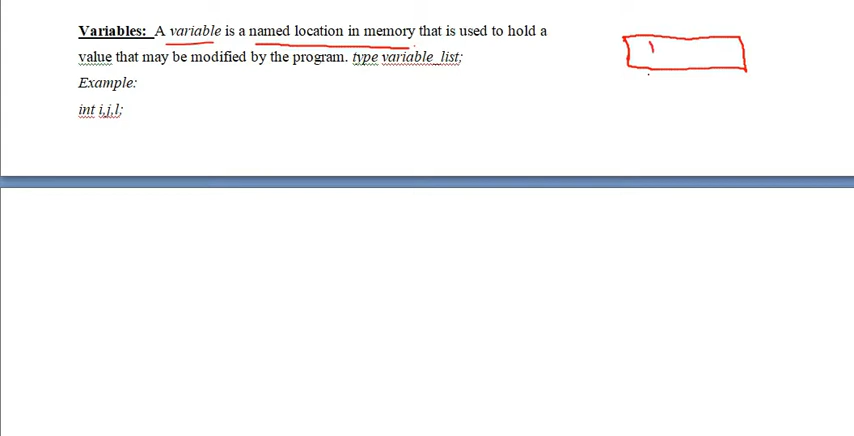 Variables: A variable is a named location in memory that is used to hold a
value that may be modified by the program. type variable_list;
Example:
int i,j,l;